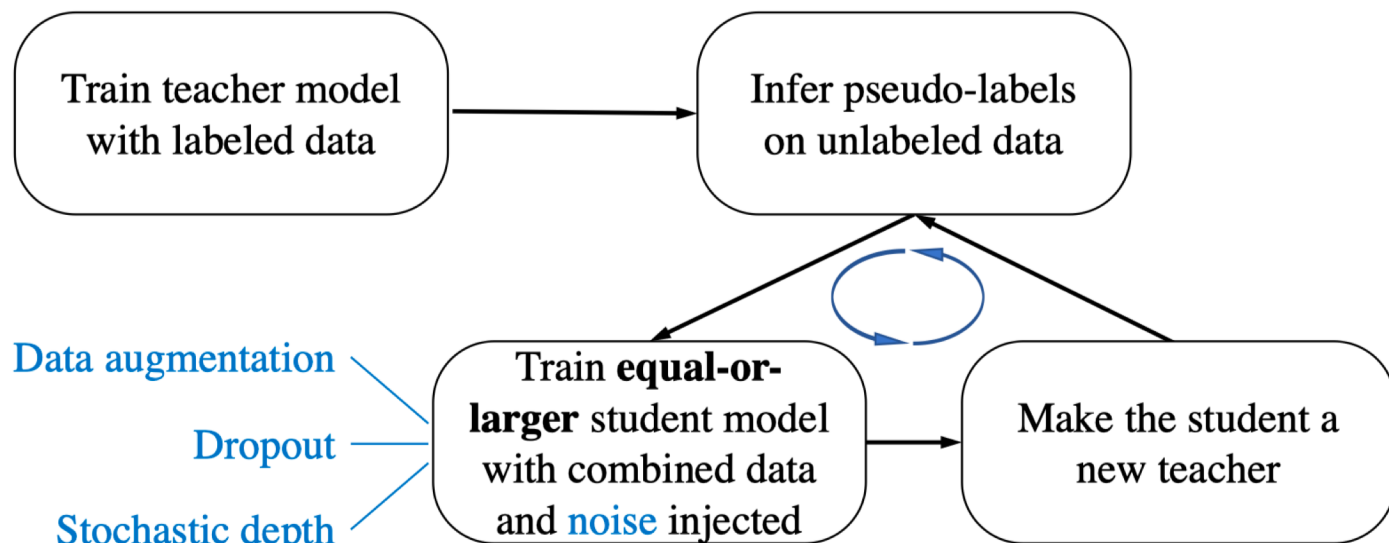 Train teacher model
with labeled data
Infer pseudo-labels
on unlabeled data
Data augmentation
Dropout
Stochastic depth
Train equal-or-
larger student model
with combined data
and noise injected
Make the student a
new teacher